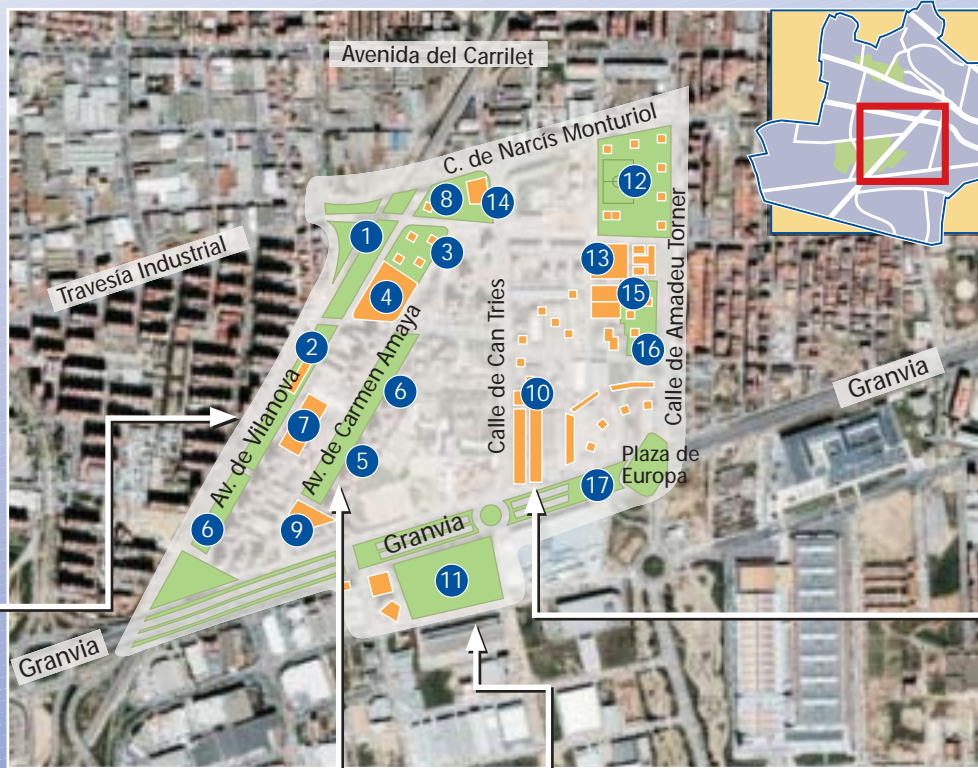 Avenida del Carrilet
C. de Narcís Monturiol
12
8
14
1
3
Travesía Industrial
13
4
15
Calle de Can Tries
Calle de Amadeu Torner
2
16
Av. de Vilanova
Av. de Carmen Amaya
6
10
Granvia
7
5
Plaza de
Europa
17
6
9
Granvia
11
Granvia